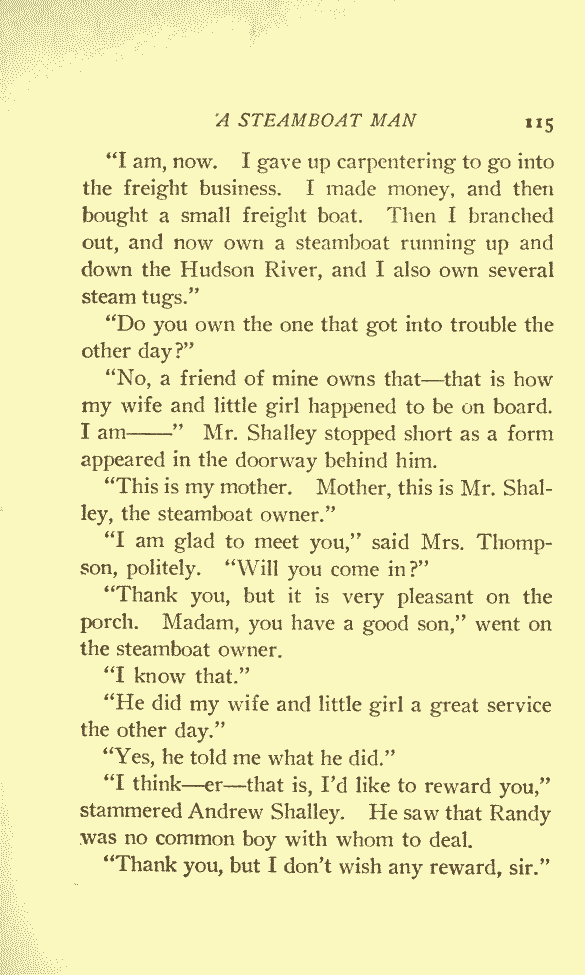 A STEAMBOAT MAN 115
"I am, now. I gave up carpentering to go into
the freight business. I made money, and then
bought a small freight boat. Then I branched
out, and now own a steamboat running up and
down the Hudson River, and I also own several
steam tugs."
"Do you own the one that got into trouble the
other day?"
"No, a friend of mine owns that—that is how
my wife and little girl happened to be on board.
I am——" Mr. Shalley stopped short as a form
appeared in the doorway behind him.
"This is my mother. Mother, this is Mr. Shal-
ley, the steamboat owner."
"I am glad to meet you," said Mrs. Thomp-
son, politely. "Will you come in?"
"Thank you, but it is very pleasant on the
porch. Madam, you have a good son," went on
the steamboat owner.
"I know that."
"He did my wife and little girl a great service
the other day."
"Yes, he told me what he did."
"I think—er—that is, I'd like to reward you,"
stammered Andrew Shalley. He saw that Randy
was no common boy with whom to deal.
"Thank you, but I don't wish any reward, sir."